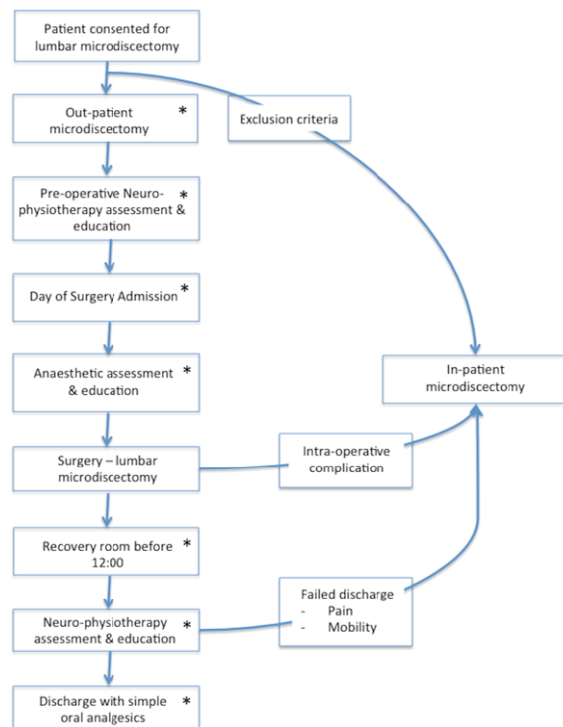 Patient consented for
lumbar microdiscectomy
Out-patient *
microdiscectomy
Exclusion criteria
Pre-operative Neuro- *
physiotherapy assessment &
education
Day of Surgery Admission *
Anaesthetic assessment *
& education
In-patient
microdiscectomy
Surgery – lumbar
microdiscectomy
Intra-operative
complication
Recovery room before *
12:00
Failed discharge
- Pain
- Mobility
Neuro-physiotherapy *
assessment & education
Discharge with simple *
oral analgesics